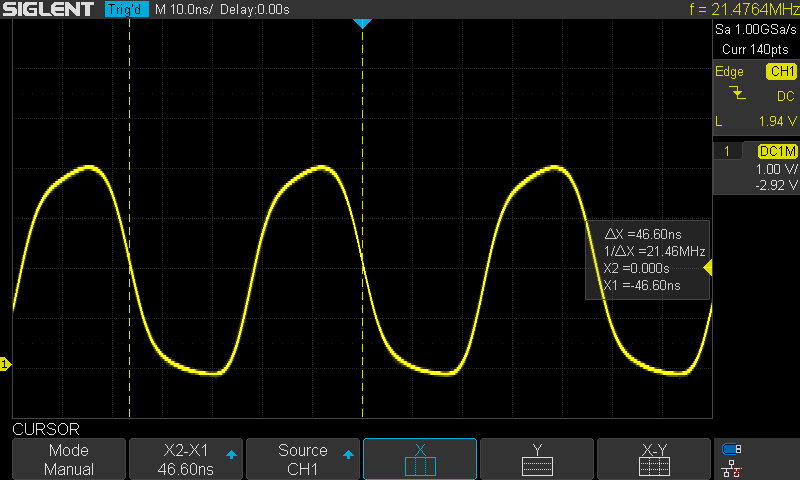 SIGLENT Trig'd M 10.0ns/ Delay:0.00s f = 21.4764MHz
Sa 1.00GSa/s
Curr 140pts
Edge CH1
DC
L 1.94 V
1 DC1M
1.00 V/
-2.92 V
ΔX =46.60ns
1/ΔX =21.46MHz
X2 =0.000s
X1 =-46.60ns
1
CURSOR
Mode
Manual
X2-X1
46.60ns
Source
CH1
X
Y
X-Y